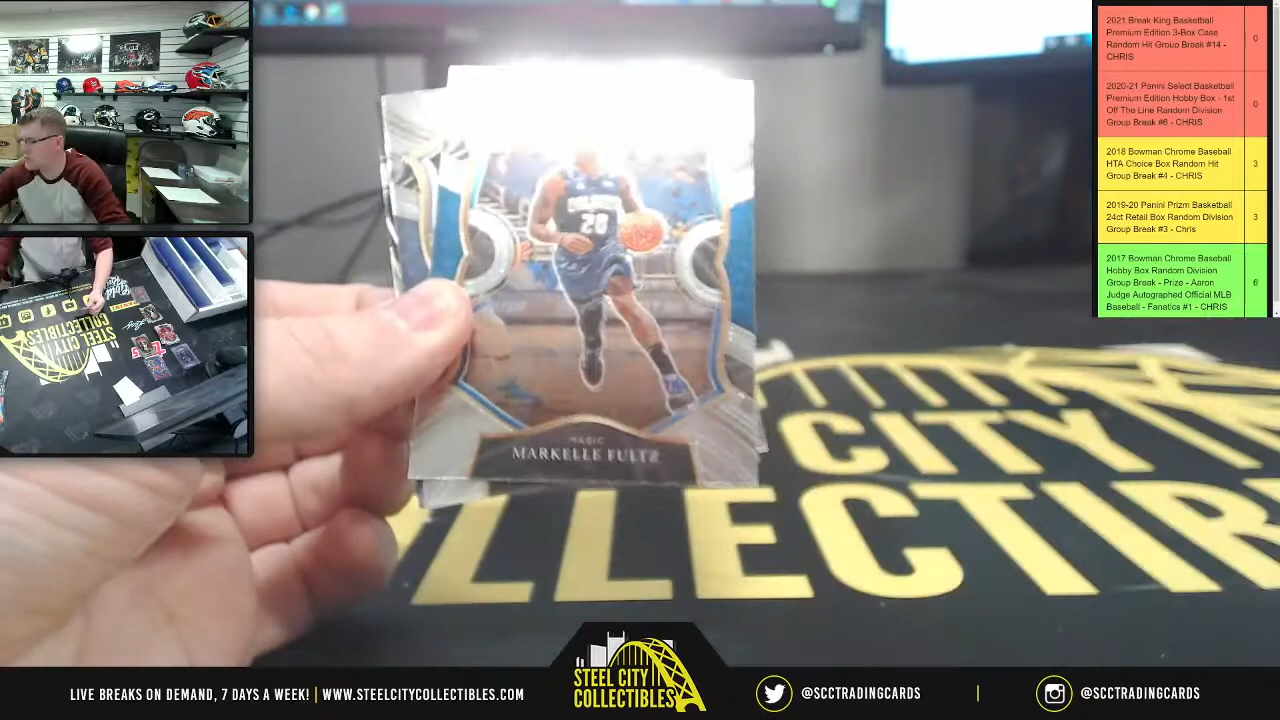 2021 Break King Basketball
Premium Edition 3-Box Case
Random Hit Group Break #14 -
CHRIS
0
2020-21 Panini Select Basketball
Premium Edition Hobby Box - 1st
Off The Line Random Division
Group Break #6 - CHRIS
0
2018 Bowman Chrome Baseball
HTA Choice Box Random Hit
Group Break #4 - CHRIS
3
2019-20 Panini Prizm Basketball
24ct Retail Box Random Division
Group Break #3 - Chris
3
2017 Bowman Chrome Baseball
Hobby Box Random Division
Group Break - Prize - Aaron
Judge Autographed Official MLB
Baseball - Fanatics #1 - CHRIS
6
20
MAGIC
MARKELLE FULTZ
CITY
LLECTIB
STEEL CITY
COLLECTIBLES
STEEL CITY
COLLECTIBLES
LIVE BREAKS ON DEMAND, 7 DAYS A WEEK! | WWW.STEELCITYCOLLECTIBLES.COM
@SCCTRADINGCARDS | @SCCTRADINGCARDS